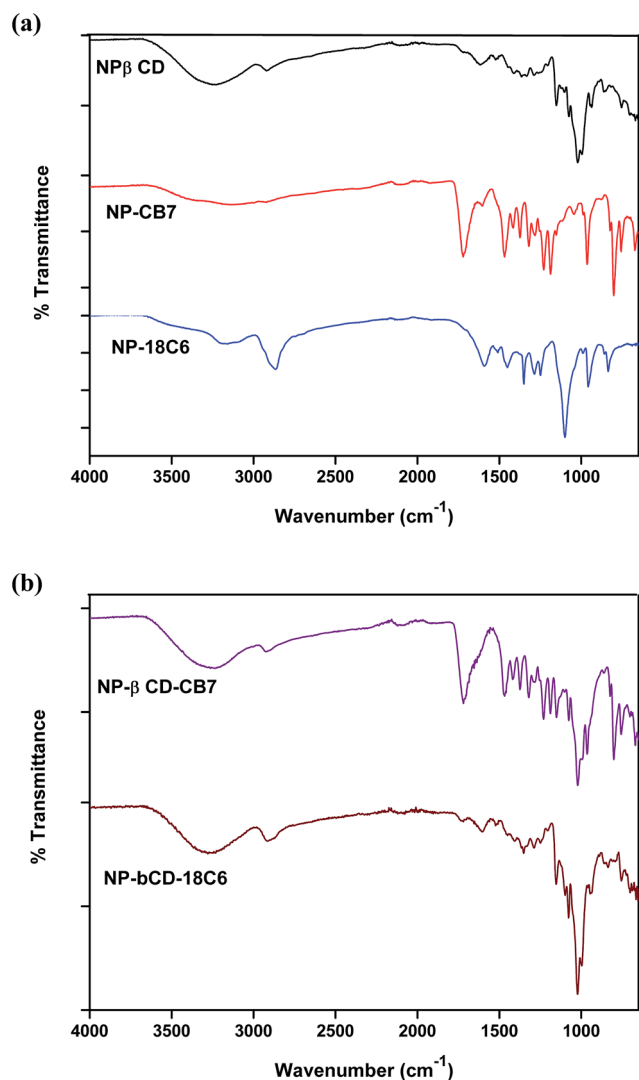 (a)
NPβ CD
NP-CB7
NP-18C6
% Transmittance
4000 3500 3000 2500 2000 1500 1000
Wavenumber (cm⁻¹)
(b)
NP-β CD-CB7
NP-bCD-18C6
% Transmittance
4000 3500 3000 2500 2000 1500 1000
Wavenumber (cm⁻¹)